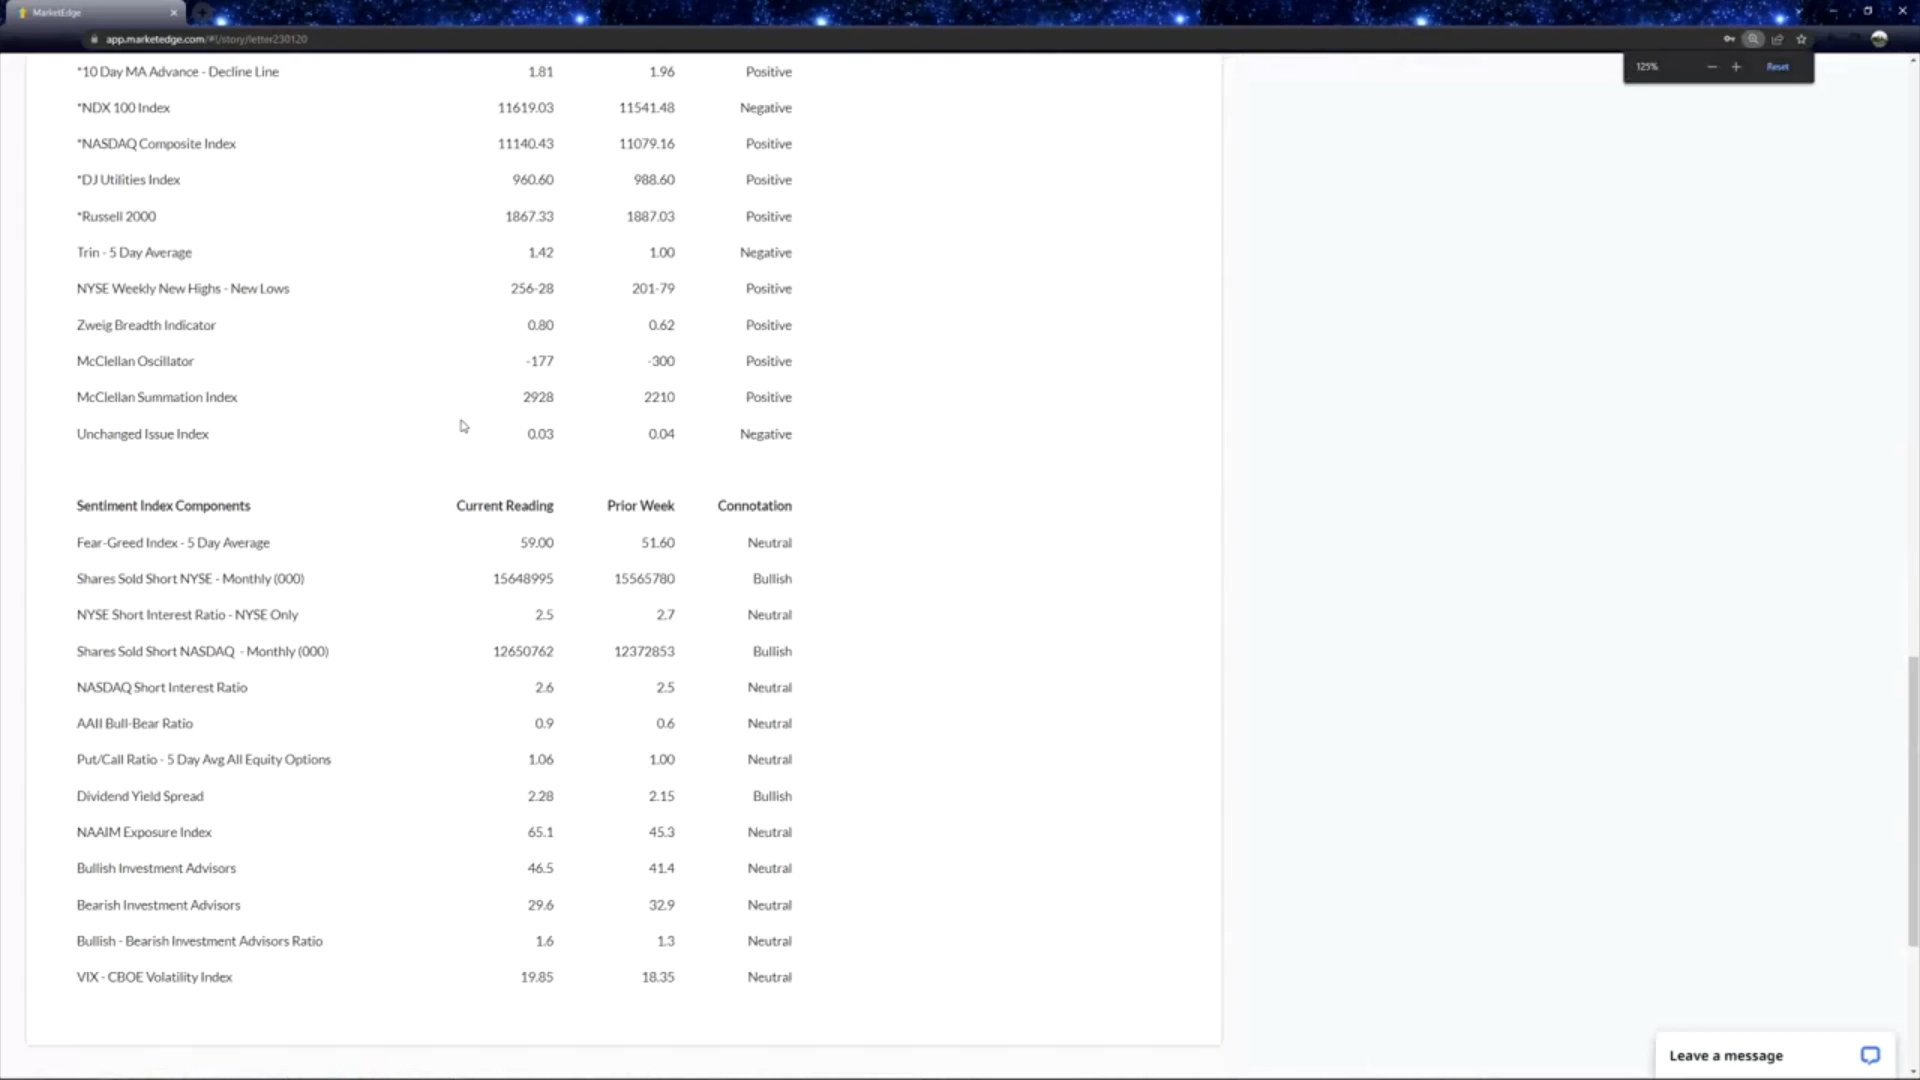 MarketEdge
app.marketedge.com/#!/story/letter230120
125%
Reset
*10 Day MA Advance - Decline Line 1.81 1.96 Positive
*NDX 100 Index 11619.03 11541.48 Negative
*NASDAQ Composite Index 11140.43 11079.16 Positive
*DJ Utilities Index 960.60 988.60 Positive
*Russell 2000 1867.33 1887.03 Positive
Trin - 5 Day Average 1.42 1.00 Negative
NYSE Weekly New Highs - New Lows 256-28 201-79 Positive
Zweig Breadth Indicator 0.80 0.62 Positive
McClellan Oscillator -177 -300 Positive
McClellan Summation Index 2928 2210 Positive
Unchanged Issue Index 0.03 0.04 Negative
Sentiment Index Components Current Reading Prior Week Connotation
Fear-Greed Index - 5 Day Average 59.00 51.60 Neutral
Shares Sold Short NYSE - Monthly (000) 15648995 15565780 Bullish
NYSE Short Interest Ratio - NYSE Only 2.5 2.7 Neutral
Shares Sold Short NASDAQ - Monthly (000) 12650762 12372853 Bullish
NASDAQ Short Interest Ratio 2.6 2.5 Neutral
AAII Bull-Bear Ratio 0.9 0.6 Neutral
Put/Call Ratio - 5 Day Avg All Equity Options 1.06 1.00 Neutral
Dividend Yield Spread 2.28 2.15 Bullish
NAAIM Exposure Index 65.1 45.3 Neutral
Bullish Investment Advisors 46.5 41.4 Neutral
Bearish Investment Advisors 29.6 32.9 Neutral
Bullish - Bearish Investment Advisors Ratio 1.6 1.3 Neutral
VIX - CBOE Volatility Index 19.85 18.35 Neutral
Leave a message